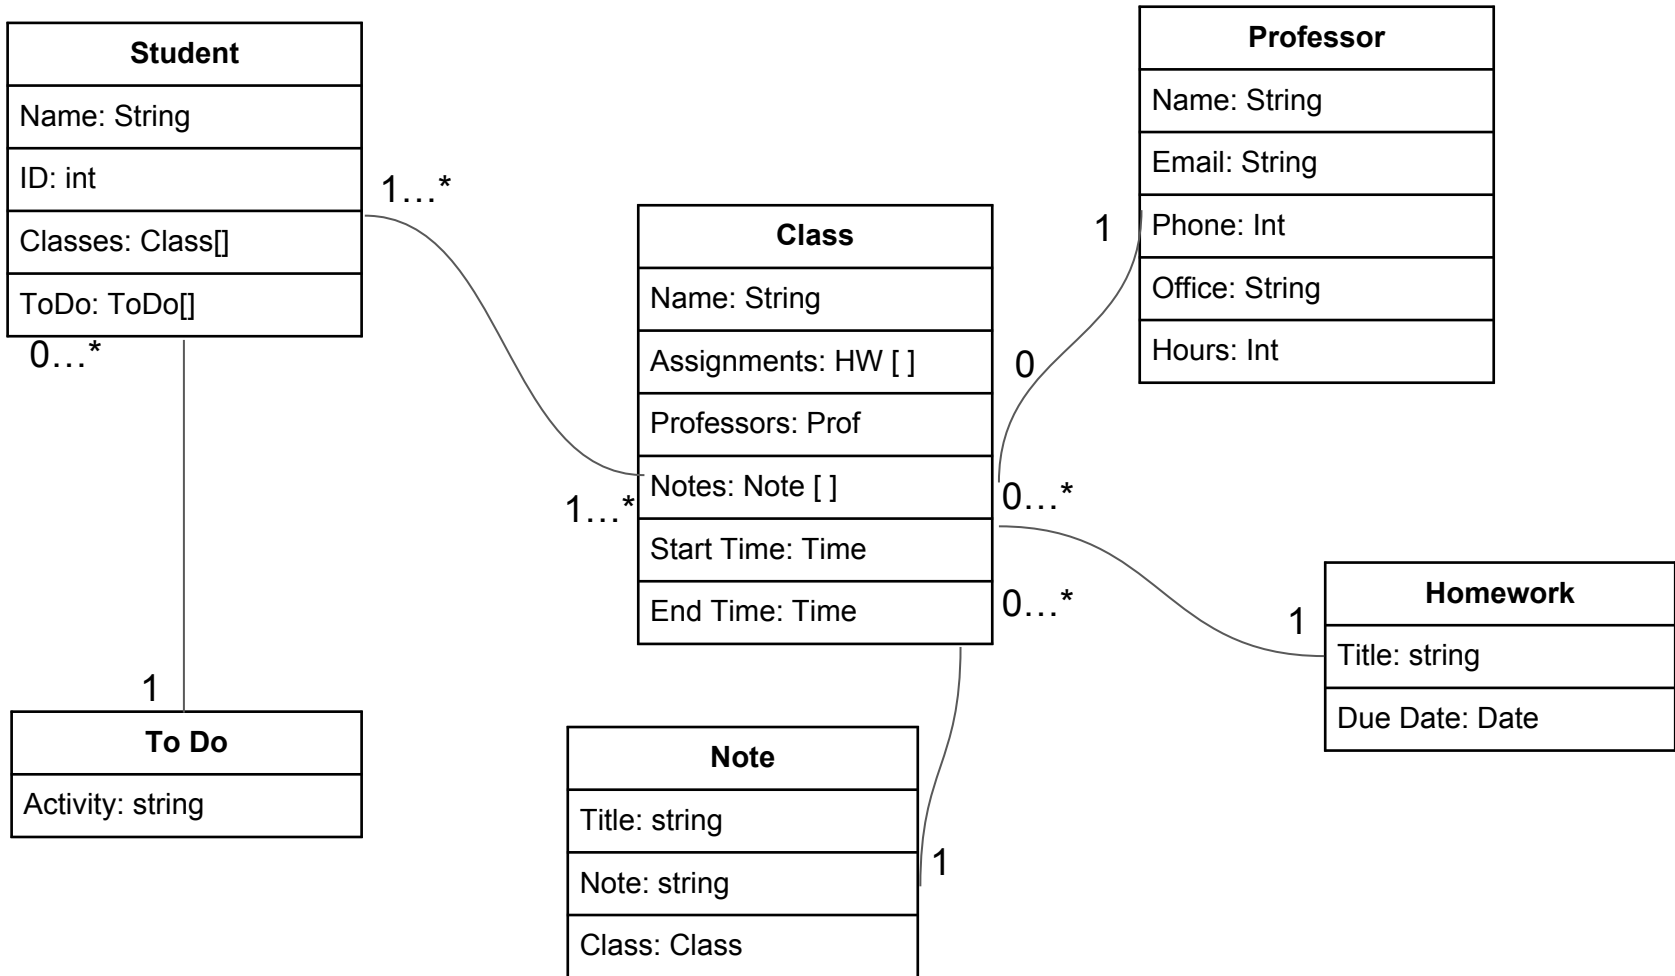 Student
Name: String
ID: int
Classes: Class[]
ToDo: ToDo[]
0…*
1…*
1
To Do
Activity: string
Class
Name: String
Assignments: HW [ ]
Professors: Prof
Notes: Note [ ]
Start Time: Time
End Time: Time
1…*
0
0…*
0…*
1
Professor
Name: String
Email: String
Phone: Int
Office: String
Hours: Int
1
Homework
Title: string
Due Date: Date
Note
Title: string
Note: string
Class: Class
1